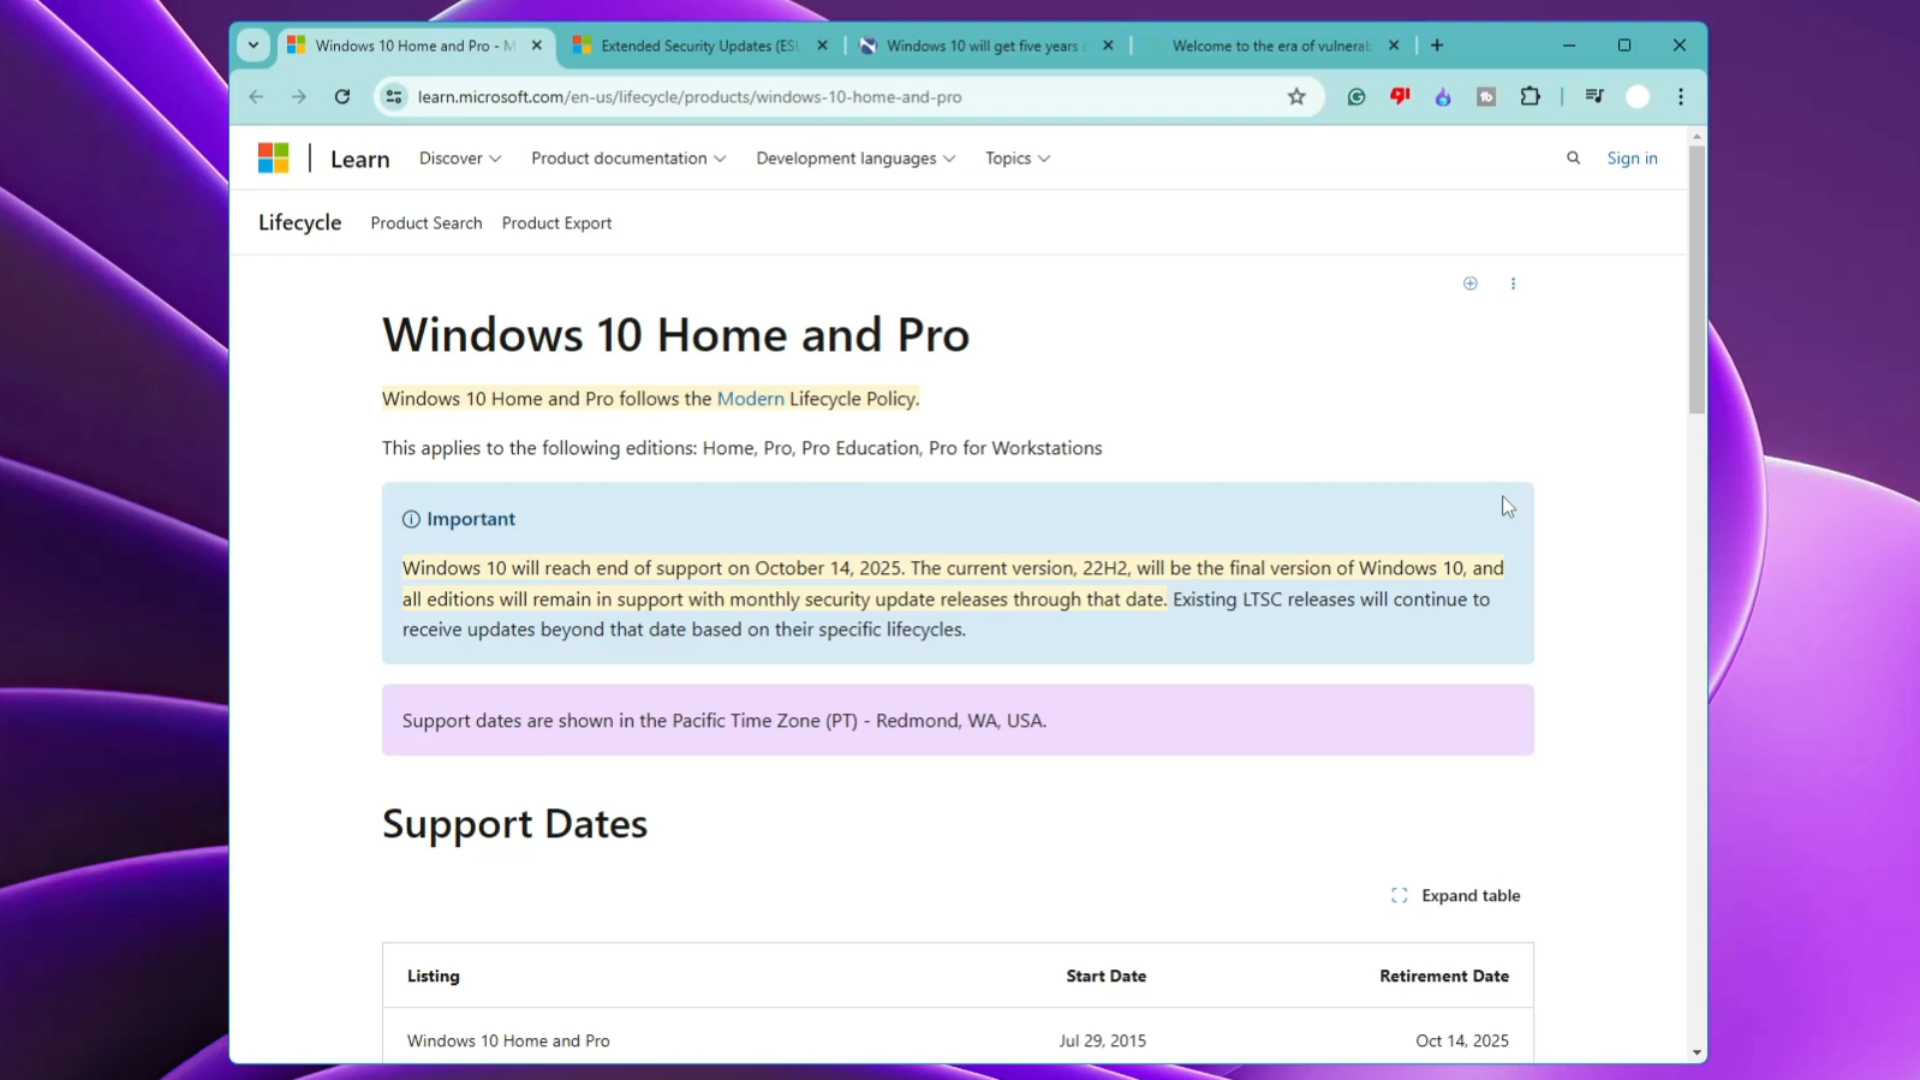 Windows 10 Home and Pro - M
Extended Security Updates (ESU
Windows 10 will get five years
Welcome to the era of vulnerab
learn.microsoft.com/en-us/lifecycle/products/windows-10-home-and-pro
Learn
Discover
Product documentation
Development languages
Topics
Sign in
Lifecycle
Product Search
Product Export
Windows 10 Home and Pro
Windows 10 Home and Pro follows the Modern Lifecycle Policy.
This applies to the following editions: Home, Pro, Pro Education, Pro for Workstations
Important
Windows 10 will reach end of support on October 14, 2025. The current version, 22H2, will be the final version of Windows 10, and
all editions will remain in support with monthly security update releases through that date. Existing LTSC releases will continue to
receive updates beyond that date based on their specific lifecycles.
Support dates are shown in the Pacific Time Zone (PT) - Redmond, WA, USA.
Support Dates
Expand table
Listing
Start Date
Retirement Date
Windows 10 Home and Pro
Jul 29, 2015
Oct 14, 2025